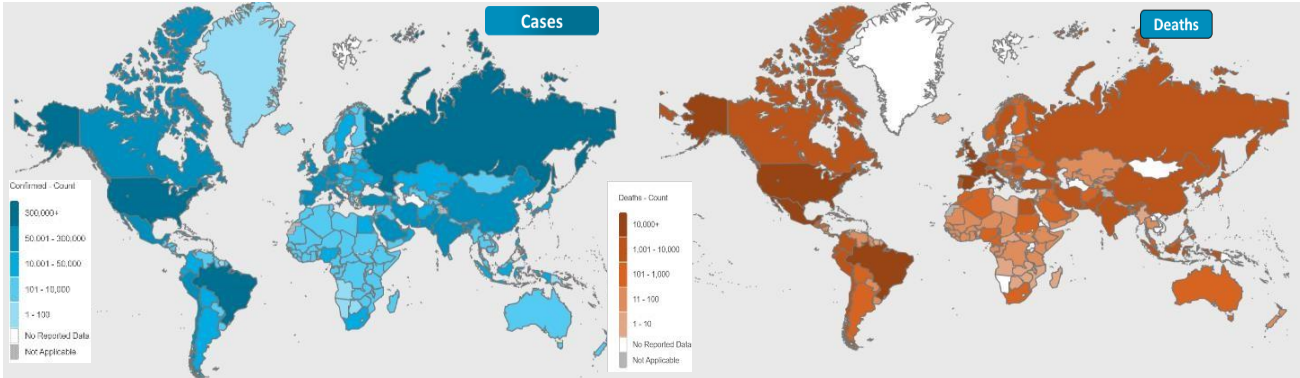 Cases
Confirmed - Count
300,000+
50,001 - 300,000
10,001 - 50,000
101 - 10,000
1 - 100
No Reported Data
Not Applicable
Deaths
Deaths - Count
10,000+
1,001 - 10,000
101 - 1,000
11 - 100
1 - 10
No Reported Data
Not Applicable